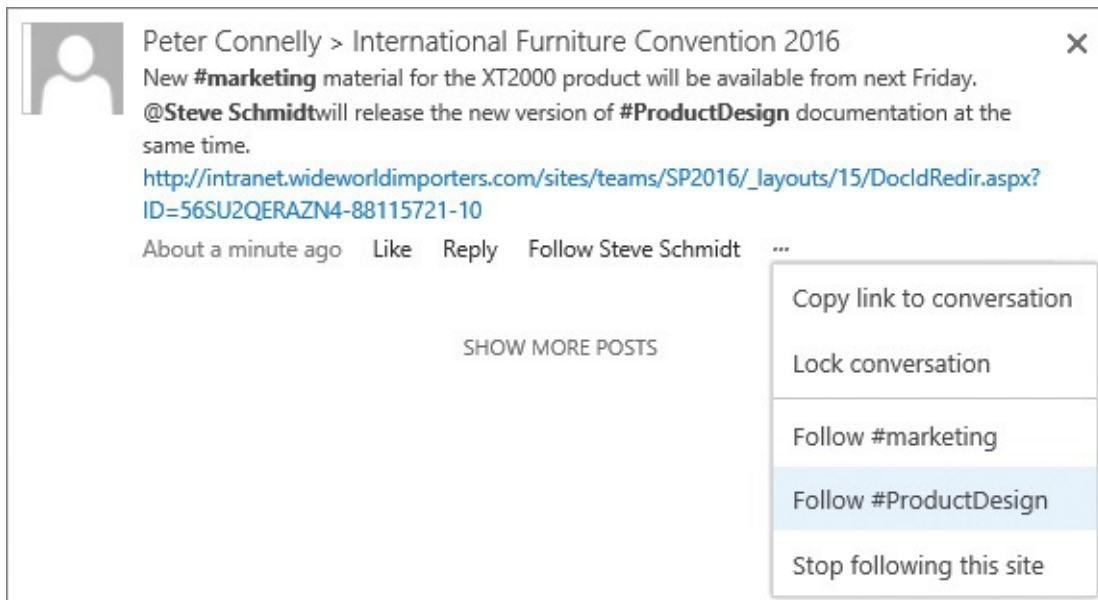 Peter Connelly > International Furniture Convention 2016
New #marketing material for the XT2000 product will be available from next Friday.
@Steve Schmidtwill release the new version of #ProductDesign documentation at the
same time.
http://intranet.wideworldimporters.com/sites/teams/SP2016/_layouts/15/DocIdRedir.aspx?
ID=56SU2QERAZN4-88115721-10
About a minute ago Like Reply Follow Steve Schmidt ...
Copy link to conversation
SHOW MORE POSTS
Lock conversation
Follow #marketing
Follow #ProductDesign
Stop following this site